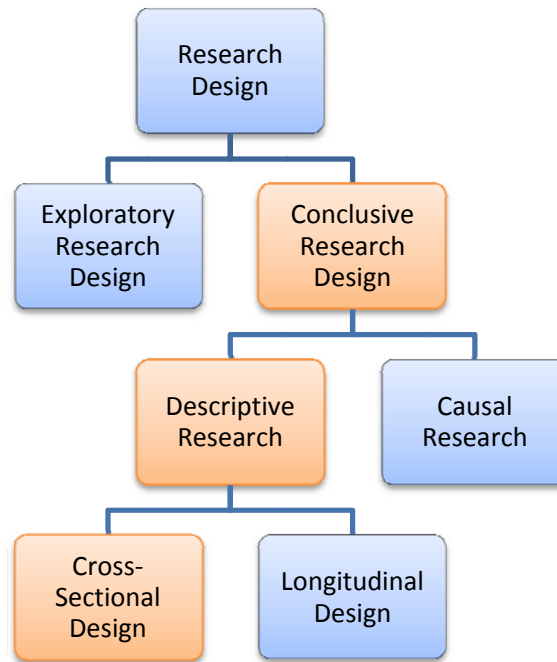 Research
Design
Exploratory
Research
Design
Conclusive
Research
Design
Descriptive
Research
Causal
Research
Cross-
Sectional
Design
Longitudinal
Design